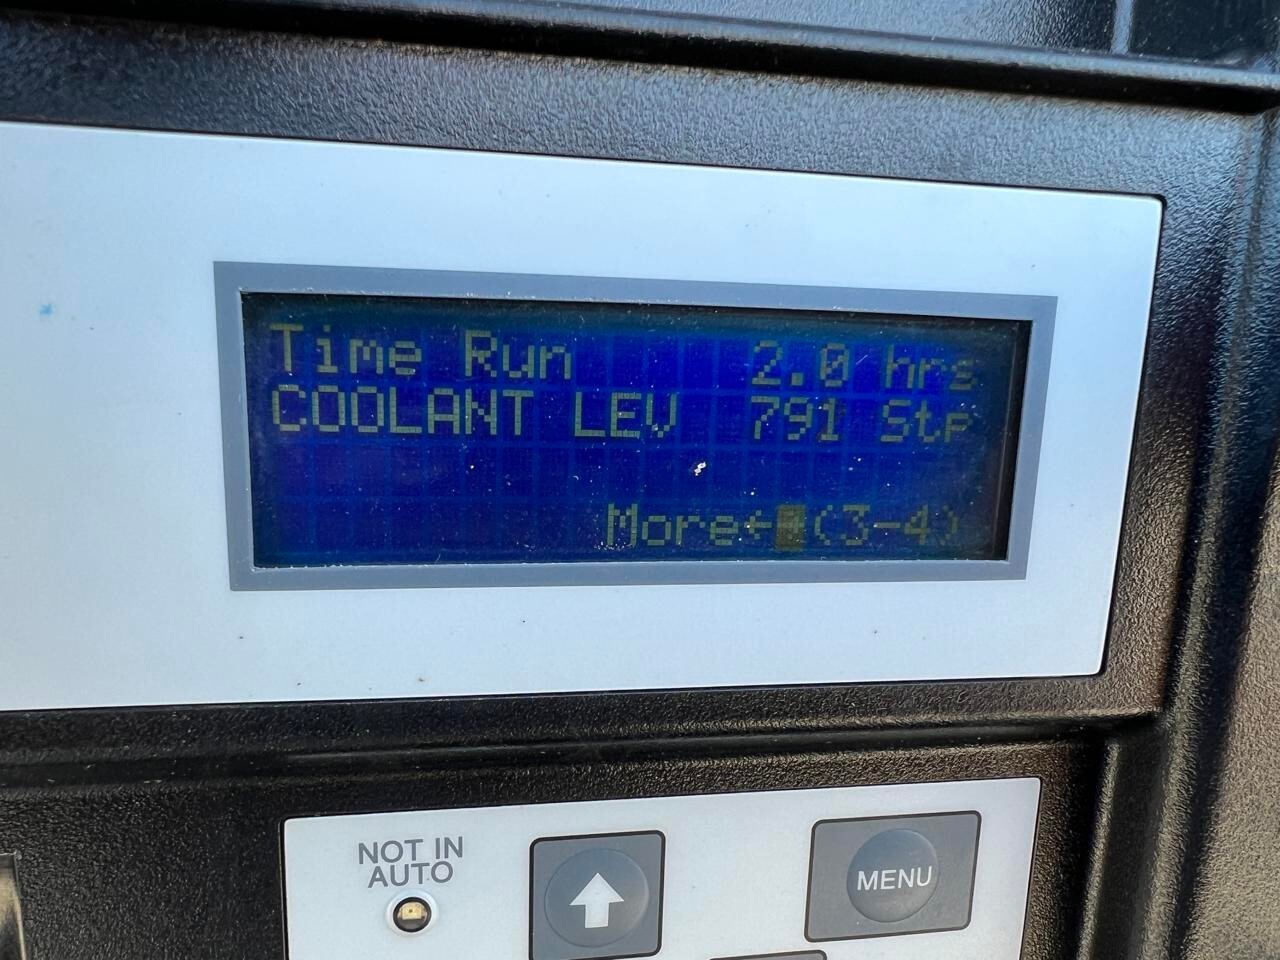 Time Run 2.0 hrs
COOLANT LEV 791 Stp
More←→(3-4)
NOT IN
AUTO
MENU